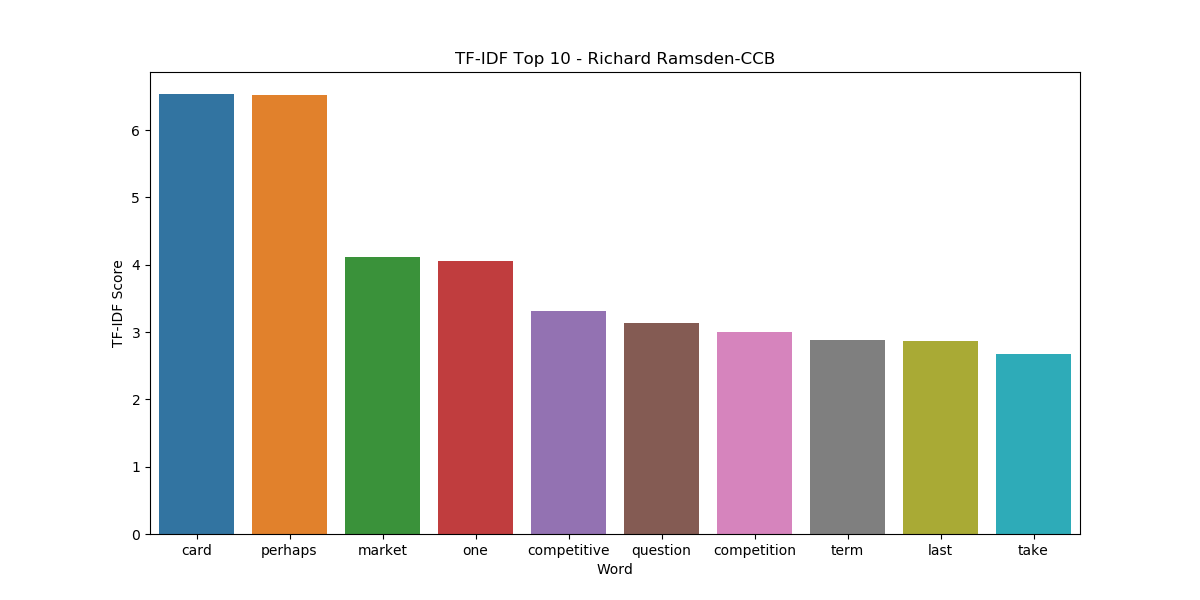 TF-IDF Top 10 - Richard Ramsden-CCB
TF-IDF Score
6
5
4
3
2
1
0
card perhaps market one competitive question competition term last take
Word